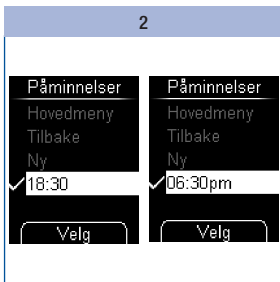 2
Påminnelser
Hovedmeny
Tilbake
Ny
18:30
Velg
Påminnelser
Hovedmeny
Tilbake
Ny
06:30pm
Velg